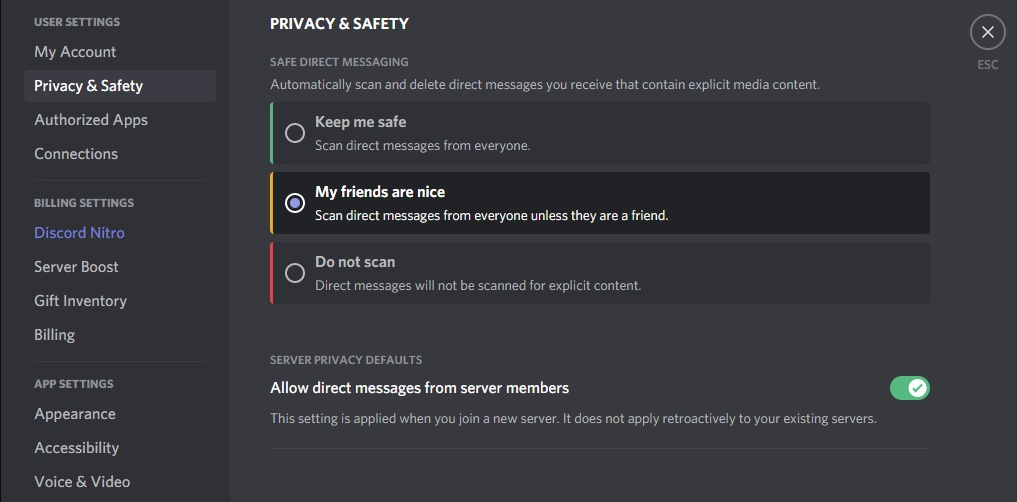 USER SETTINGS
My Account
Privacy & Safety
Authorized Apps
Connections
BILLING SETTINGS
Discord Nitro
Server Boost
Gift Inventory
Billing
APP SETTINGS
Appearance
Accessibility
Voice & Video
PRIVACY & SAFETY
SAFE DIRECT MESSAGING
Automatically scan and delete direct messages you receive that contain explicit media content.
Keep me safe
Scan direct messages from everyone.
My friends are nice
Scan direct messages from everyone unless they are a friend.
Do not scan
Direct messages will not be scanned for explicit content.
SERVER PRIVACY DEFAULTS
Allow direct messages from server members
This setting is applied when you join a new server. It does not apply retroactively to your existing servers.
ESC